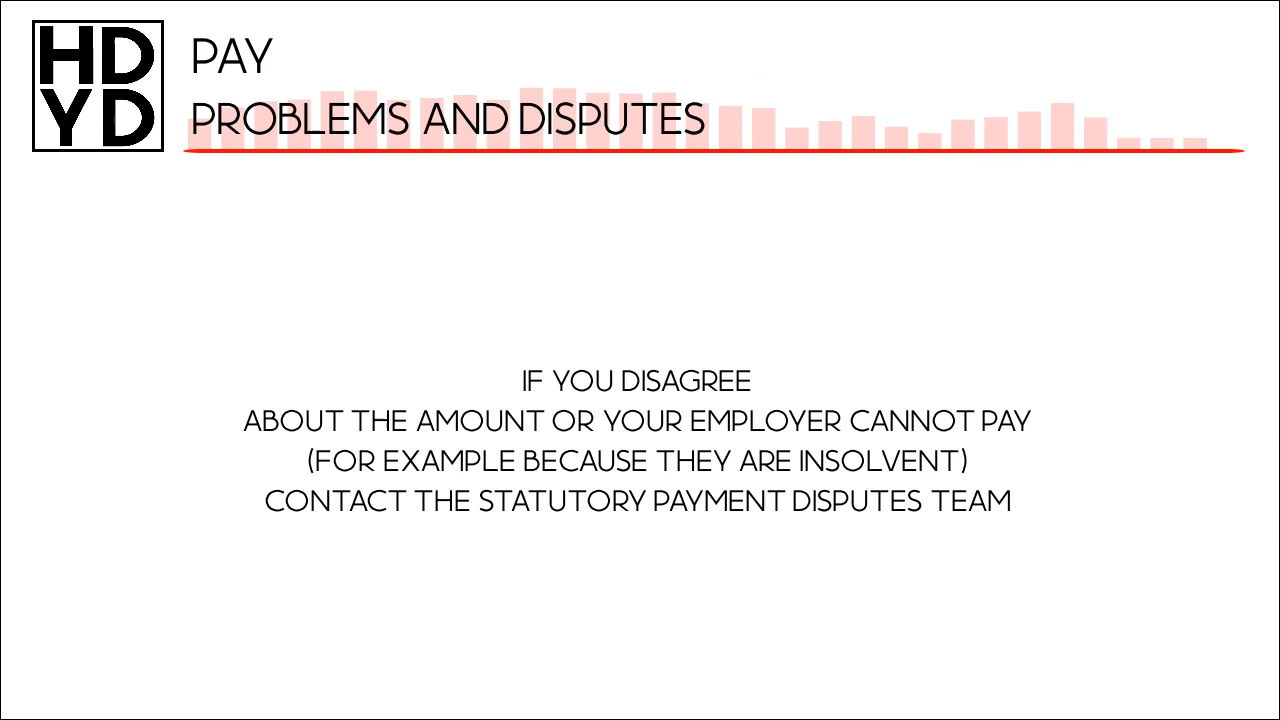 HD
YD
PAY
PROBLEMS AND DISPUTES
IF YOU DISAGREE
ABOUT THE AMOUNT OR YOUR EMPLOYER CANNOT PAY
(FOR EXAMPLE BECAUSE THEY ARE INSOLVENT)
CONTACT THE STATUTORY PAYMENT DISPUTES TEAM